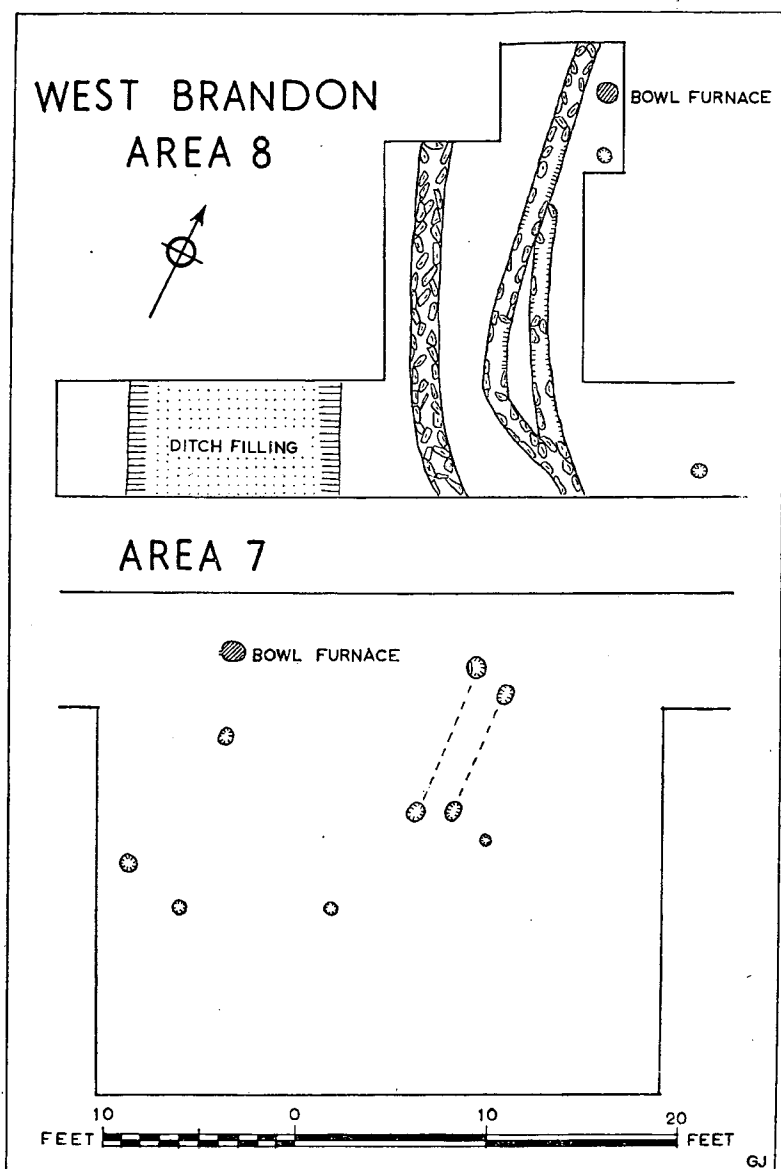 WEST BRANDON
AREA 8
BOWL FURNACE
DITCH FILLING
AREA 7
BOWL FURNACE
10 0 10 20
FEET FEET
GJ